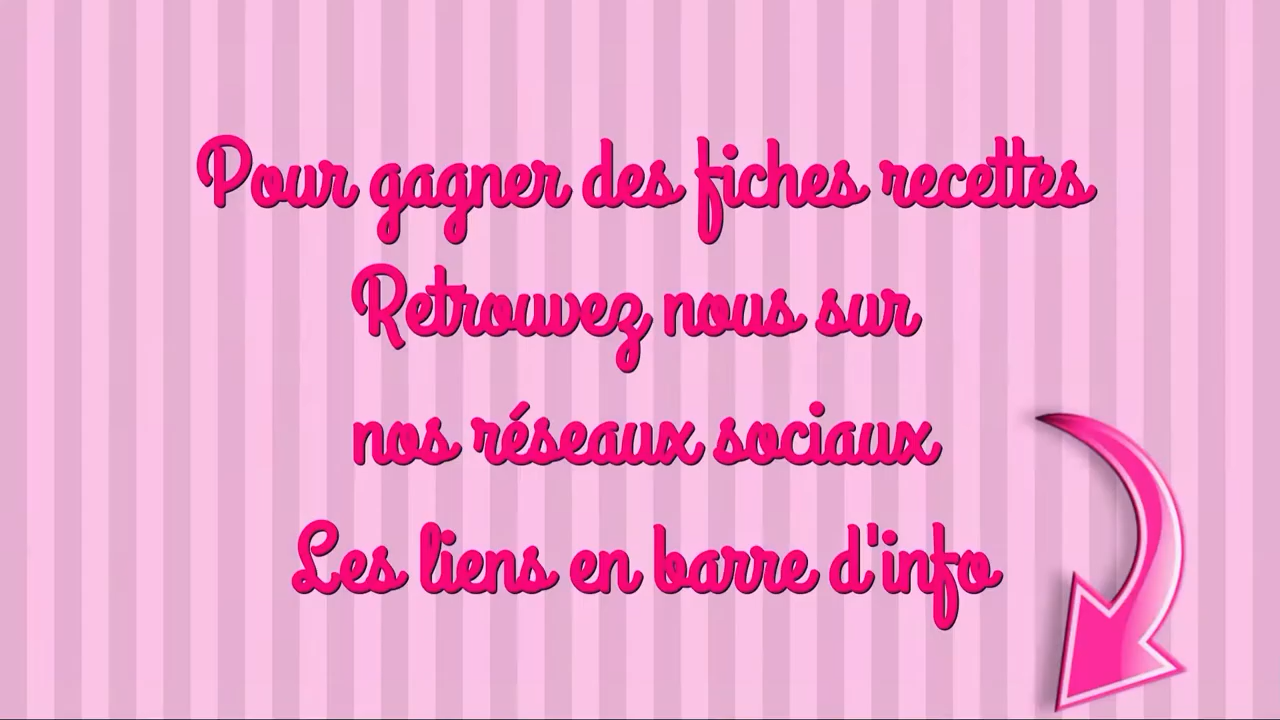 Pour gagner des fiches recettes
Retrouvez nous sur
nos réseaux sociaux
Les liens en barre d'info